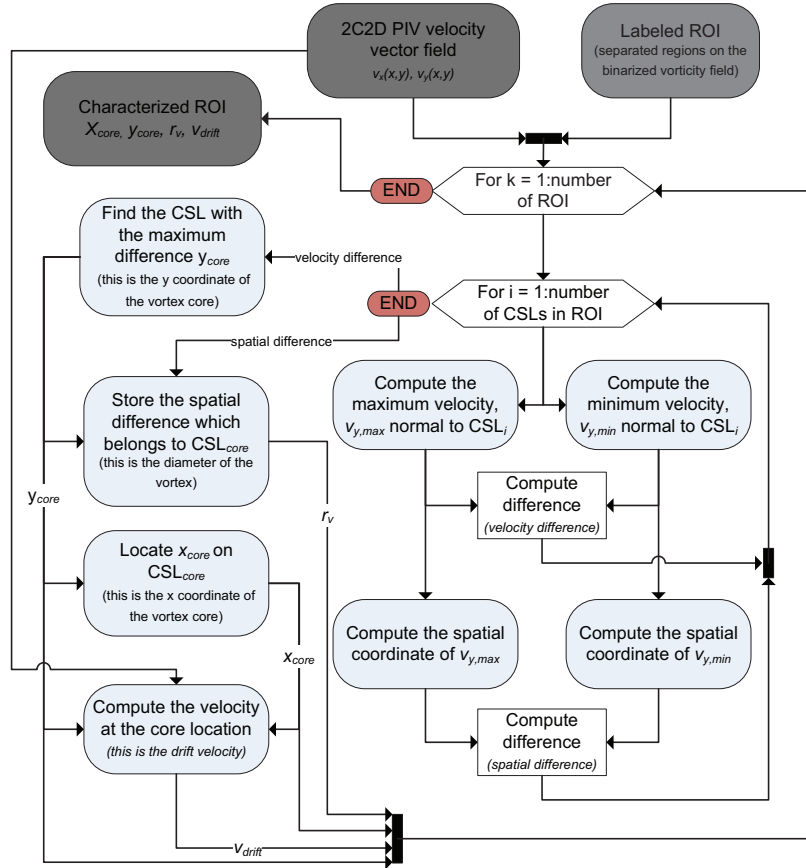 2C2D PIV velocity
vector field
vx(x,y), vy(x,y)
Labeled ROI
(separated regions on the
binarized vorticity field)
Characterized ROI
Xcore, ycore, rv, vdrift
END
For k = 1:number
of ROI
Find the CSL with
the maximum
difference ycore
(this is the y coordinate of
the vortex core)
velocity difference
END
For i = 1:number
of CSLs in ROI
spatial difference
Store the spatial
difference which
belongs to CSLcore
(this is the diameter of the
vortex)
Compute the
maximum velocity,
vy,max normal to CSLi
Compute the
minimum velocity,
vy,min normal to CSLi
Compute
difference
(velocity difference)
ycore
rv
Locate xcore on
CSLcore
(this is the x coordinate of
the vortex core)
xcore
Compute the spatial
coordinate of vy,max
Compute the spatial
coordinate of vy,min
Compute the velocity
at the core location
(this is the drift velocity)
Compute
difference
(spatial difference)
vdrift